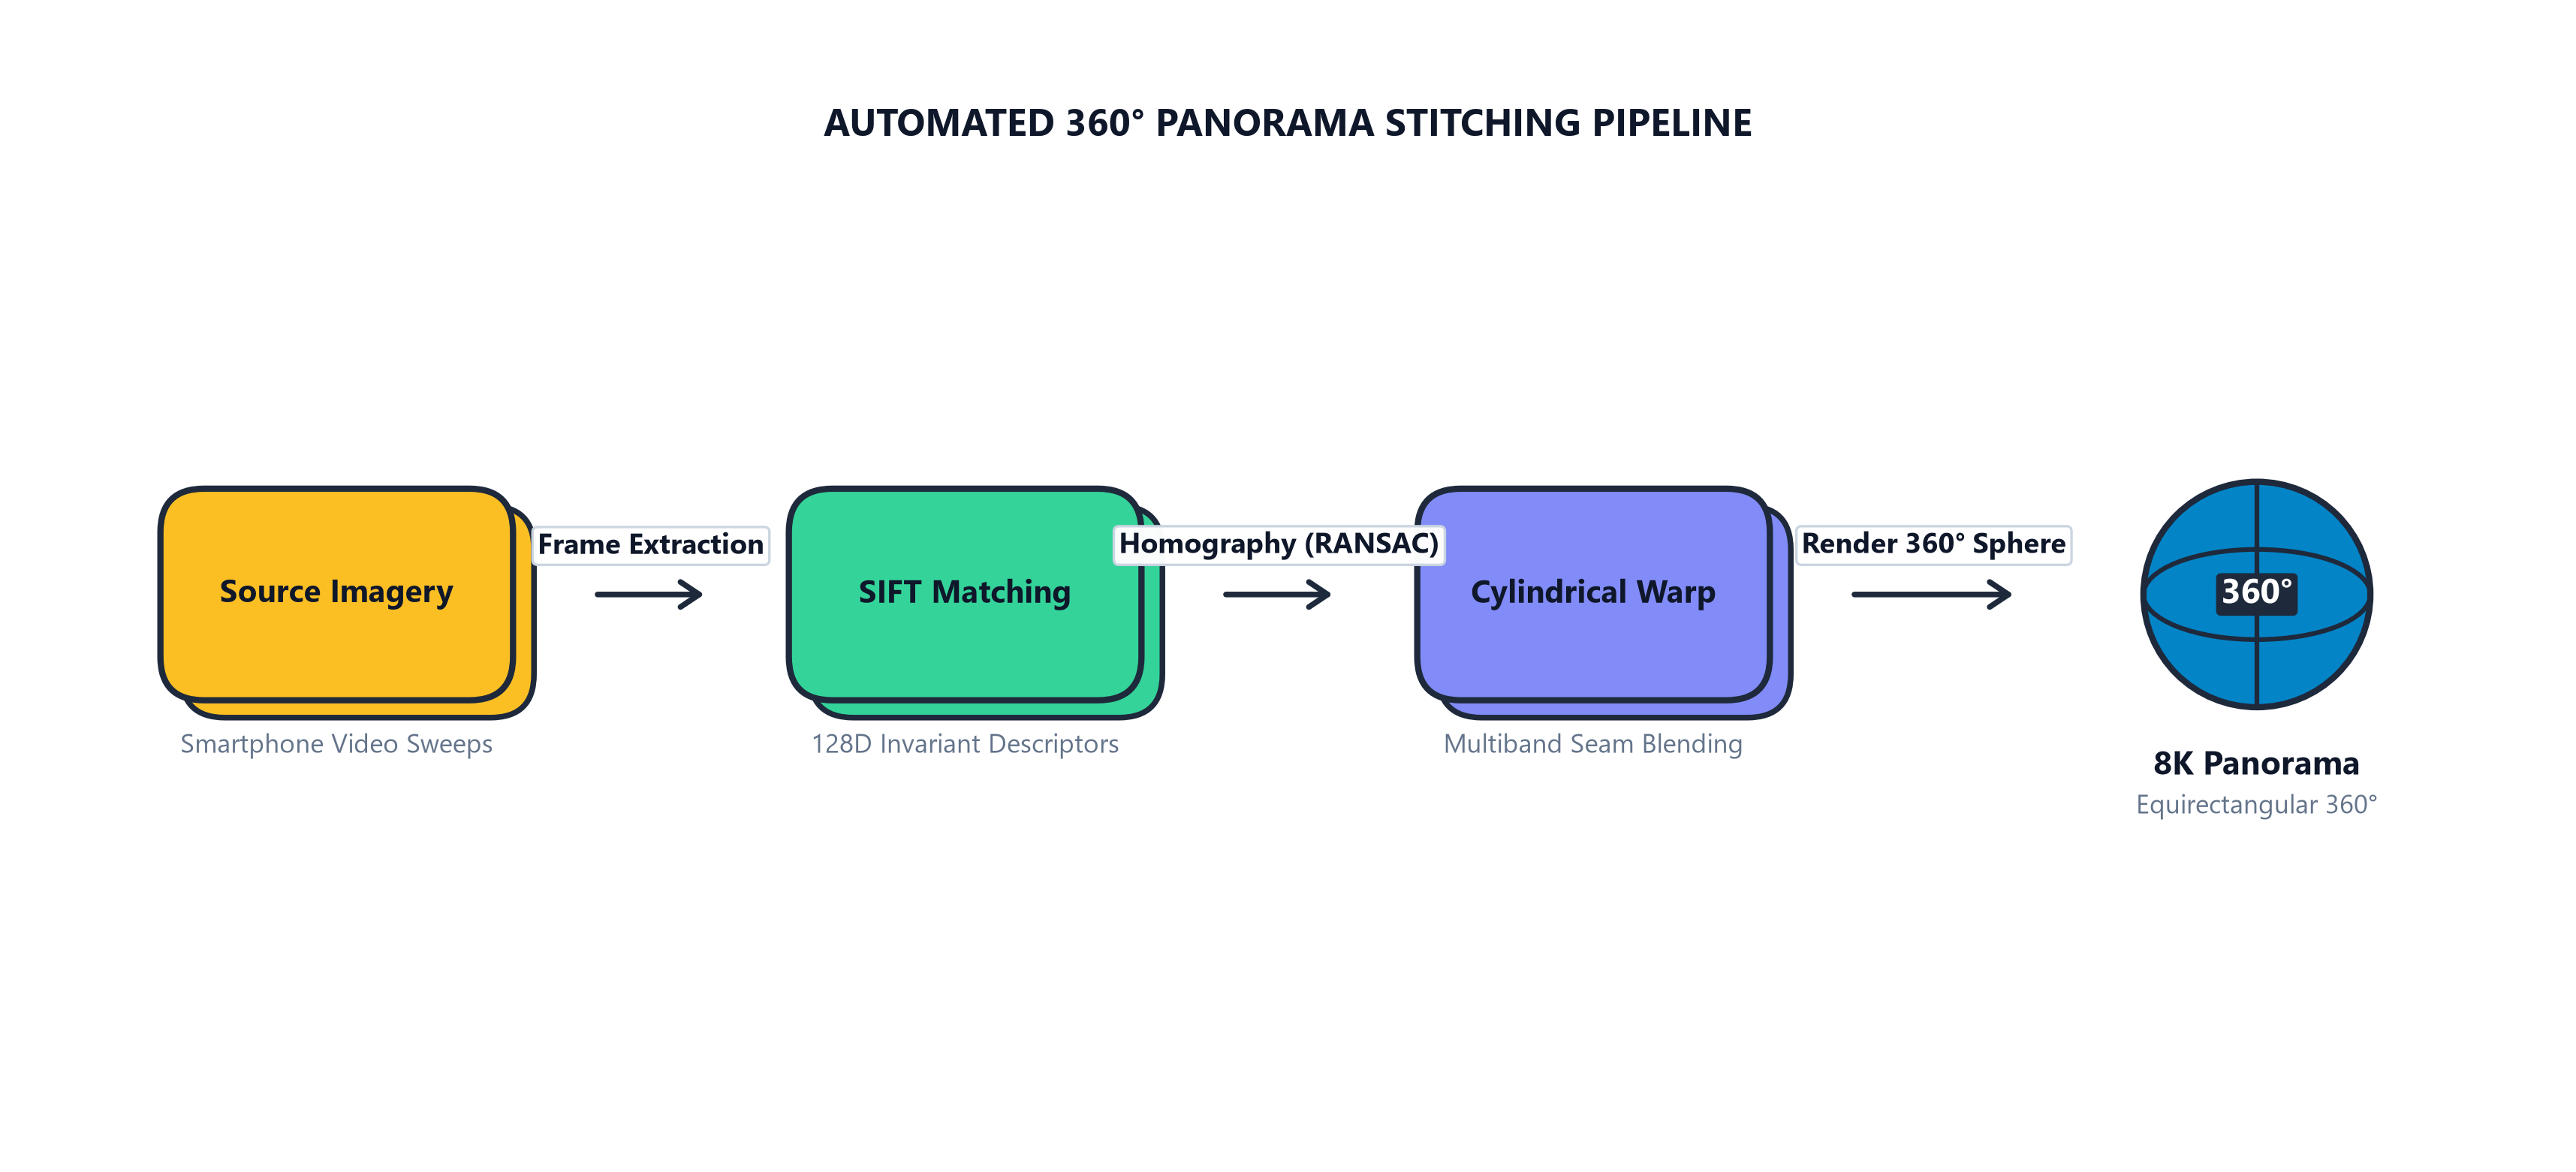 AUTOMATED 360° PANORAMA STITCHING PIPELINE
Frame Extraction
Homography (RANSAC)
Render 360° Sphere
Source Imagery
SIFT Matching
Cylindrical Warp
360°
Smartphone Video Sweeps
128D Invariant Descriptors
Multiband Seam Blending
8K Panorama
Equirectangular 360°